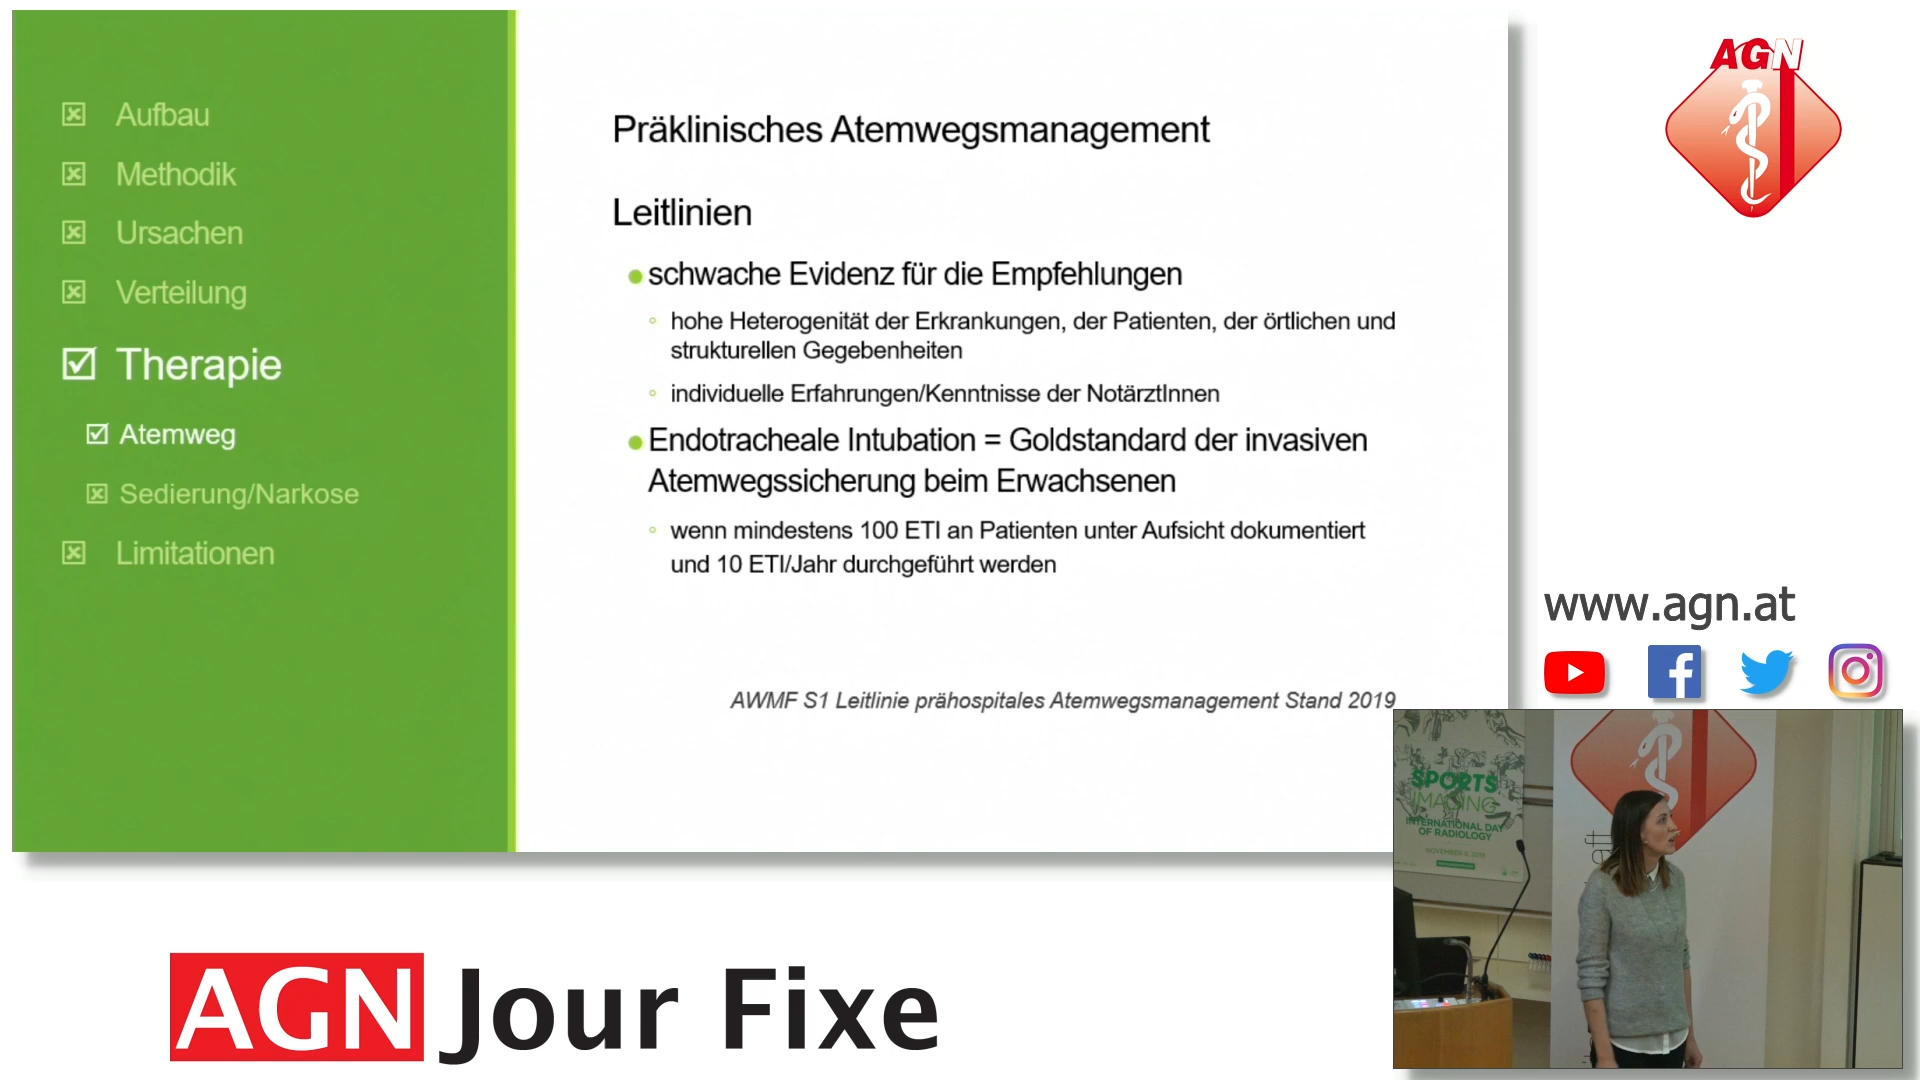 Aufbau
Methodik
Ursachen
Verteilung
Therapie
Atemweg
Sedierung/Narkose
Limitationen
Präklinisches Atemwegsmanagement
Leitlinien
schwache Evidenz für die Empfehlungen
hohe Heterogenität der Erkrankungen, der Patienten, der örtlichen und
strukturellen Gegebenheiten
individuelle Erfahrungen/Kenntnisse der NotärztInnen
Endotracheale Intubation = Goldstandard der invasiven
Atemwegssicherung beim Erwachsenen
wenn mindestens 100 ETI an Patienten unter Aufsicht dokumentiert
und 10 ETI/Jahr durchgeführt werden
AWMF S1 Leitlinie prähospitales Atemwegsmanagement Stand 2019
AGN
www.agn.at
SPORTS
IMAGING
INTERNATIONAL DAY
OF RADIOLOGY
AGN Jour Fixe